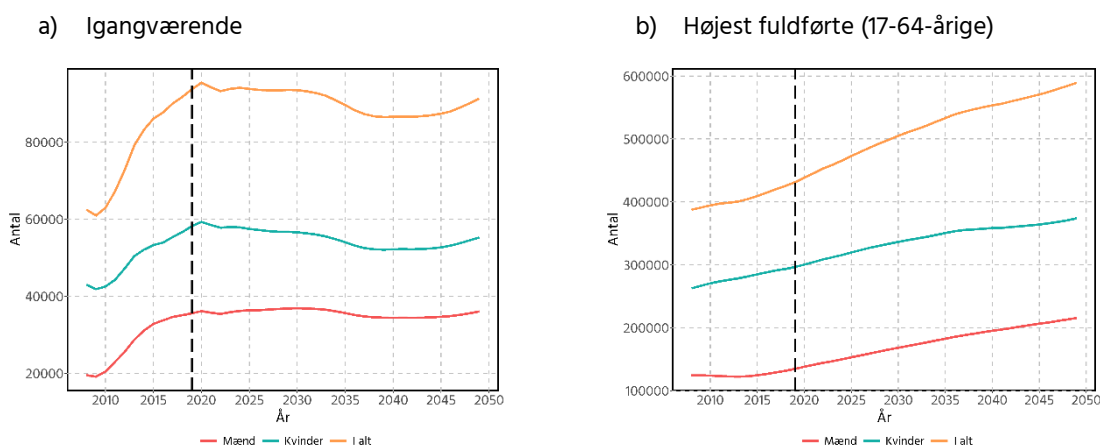 a) Igangværende
Antal
80000
60000
40000
20000
2010 2015 2020 2025 2030 2035 2040 2045 2050
År
Mænd Kvinder I alt
b) Højest fuldførte (17-64-årige)
Antal
600000
500000
400000
300000
200000
100000
2010 2015 2020 2025 2030 2035 2040 2045 2050
År
Mænd Kvinder I alt